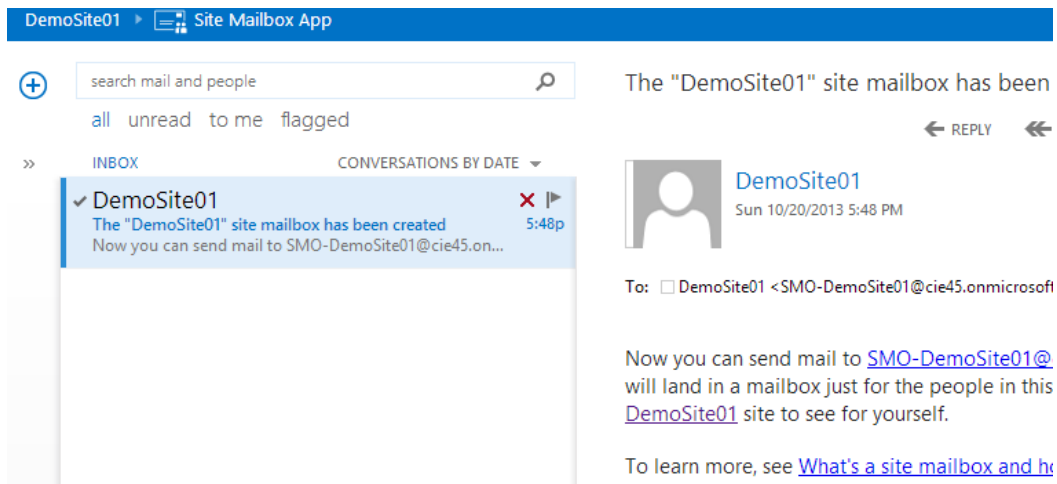 DemoSite01 Site Mailbox App
search mail and people
all unread to me flagged
INBOX CONVERSATIONS BY DATE
DemoSite01
The "DemoSite01" site mailbox has been created 5:48p
Now you can send mail to SMO-DemoSite01@cie45.on...
The "DemoSite01" site mailbox has been
REPLY
DemoSite01
Sun 10/20/2013 5:48 PM
To: DemoSite01 <SMO-DemoSite01@cie45.onmicrosoft
Now you can send mail to SMO-DemoSite01@
will land in a mailbox just for the people in this
DemoSite01 site to see for yourself.
To learn more, see What's a site mailbox and